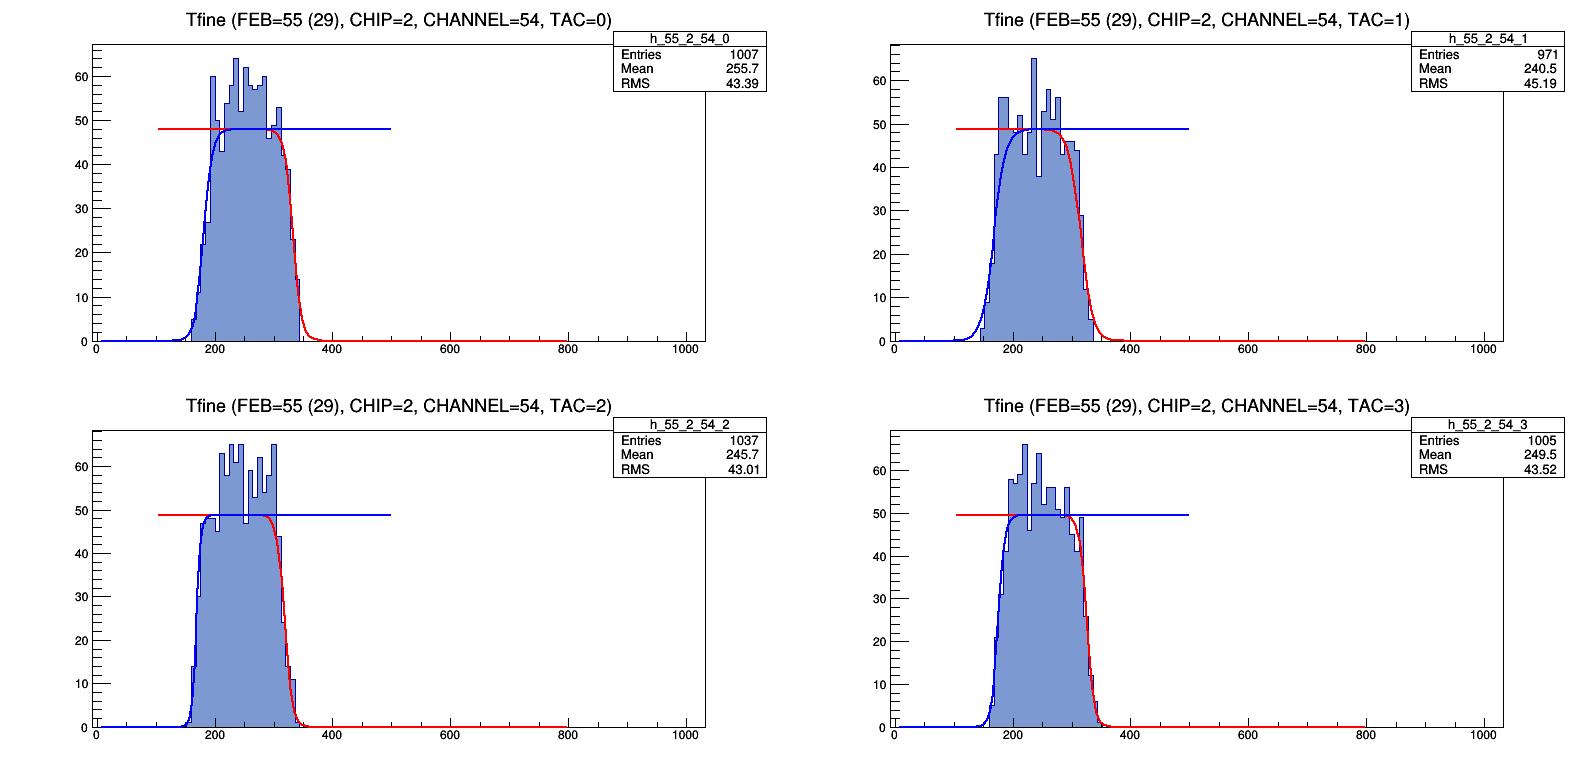 Tfine (FEB=55 (29), CHIP=2, CHANNEL=54, TAC=0)
h_55_2_54_0
Entries 1007
Mean 255.7
RMS 43.39
60
50
40
30
20
10
0
0 200 400 600 800 1000
Tfine (FEB=55 (29), CHIP=2, CHANNEL=54, TAC=1)
h_55_2_54_1
Entries 971
Mean 240.5
RMS 45.19
60
50
40
30
20
10
0
0 200 400 600 800 1000
Tfine (FEB=55 (29), CHIP=2, CHANNEL=54, TAC=2)
h_55_2_54_2
Entries 1037
Mean 245.7
RMS 43.01
60
50
40
30
20
10
0
0 200 400 600 800 1000
Tfine (FEB=55 (29), CHIP=2, CHANNEL=54, TAC=3)
h_55_2_54_3
Entries 1005
Mean 249.5
RMS 43.52
60
50
40
30
20
10
0
0 200 400 600 800 1000